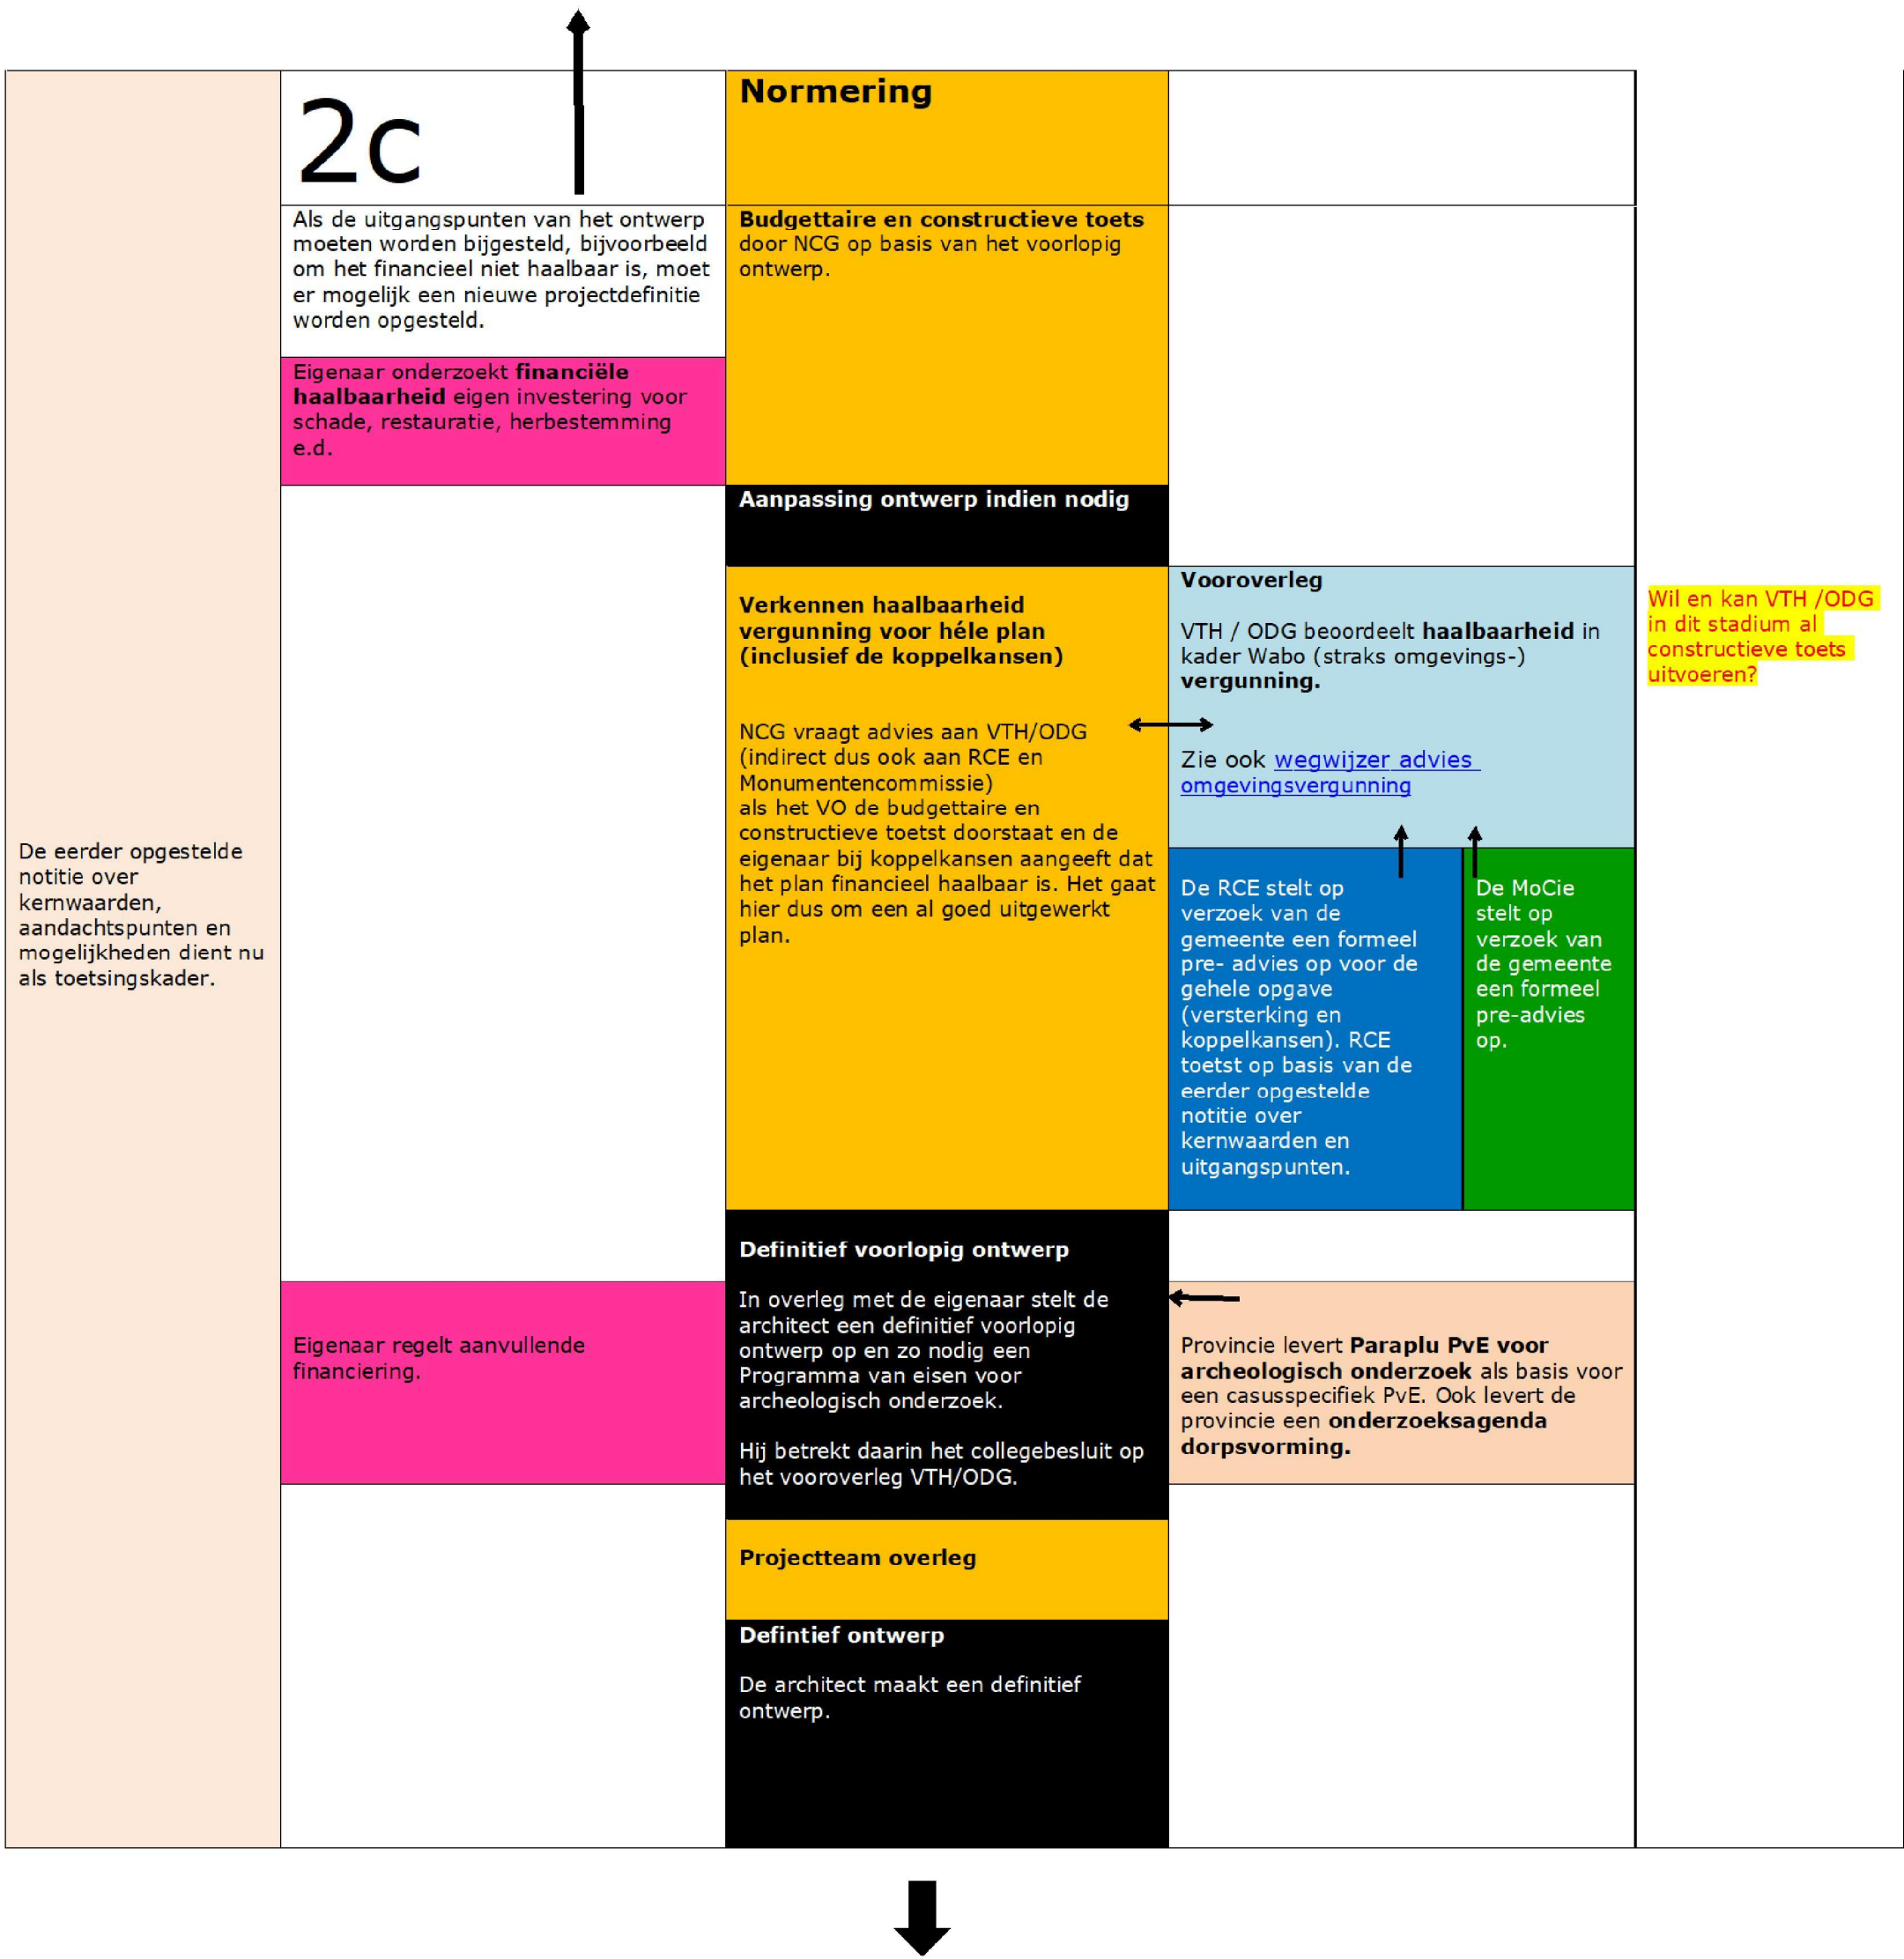 2c
Normering
Als de uitgangspunten van het ontwerp
moeten worden bijgesteld, bijvoorbeeld
om het financieel niet haalbaar is, moet
er mogelijk een nieuwe projectdefinitie
worden opgesteld.
Budgettaire en constructieve toets
door NCG op basis van het voorlopig
ontwerp.
Eigenaar onderzoekt financiële
haalbaarheid eigen investering voor
schade, restauratie, herbestemming
e.d.
Aanpassing ontwerp indien nodig
De eerder opgestelde
notitie over
kernwaarden,
aandachtspunten en
mogelijkheden dient nu
als toetsingskader.
Verkennen haalbaarheid
vergunning voor héle plan
(inclusief de koppelkansen)
NCG vraagt advies aan VTH/ODG
(indirect dus ook aan RCE en
Monumentencommissie)
als het VO de budgettaire en
constructieve toetst doorstaat en de
eigenaar bij koppelkansen aangeeft dat
het plan financieel haalbaar is. Het gaat
hier dus om een al goed uitgewerkt
plan.
Vooroverleg
VTH / ODG beoordeelt haalbaarheid in
kader Wabo (straks omgevings-)
vergunning.
Zie ook wegwijzer advies
omgevingsvergunning
Wil en kan VTH /ODG
in dit stadium al
constructieve toets
uitvoeren?
De RCE stelt op
verzoek van de
gemeente een formeel
pre- advies op voor de
gehele opgave
(versterking en
koppelkansen). RCE
toetst op basis van de
eerder opgestelde
notitie over
kernwaarden en
uitgangspunten.
De MoCie
stelt op
verzoek van
de gemeente
een formeel
pre-advies
op.
Definitief voorlopig ontwerp
In overleg met de eigenaar stelt de
architect een definitief voorlopig
ontwerp op en zo nodig een
Programma van eisen voor
archeologisch onderzoek.
Hij betrekt daarin het collegebesluit op
het vooroverleg VTH/ODG.
Eigenaar regelt aanvullende
financiering.
Provincie levert Paraplu PvE voor
archeologisch onderzoek als basis voor
een casusspecifiek PvE. Ook levert de
provincie een onderzoeksagenda
dorpsvorming.
Projectteam overleg
Defintief ontwerp
De architect maakt een definitief
ontwerp.